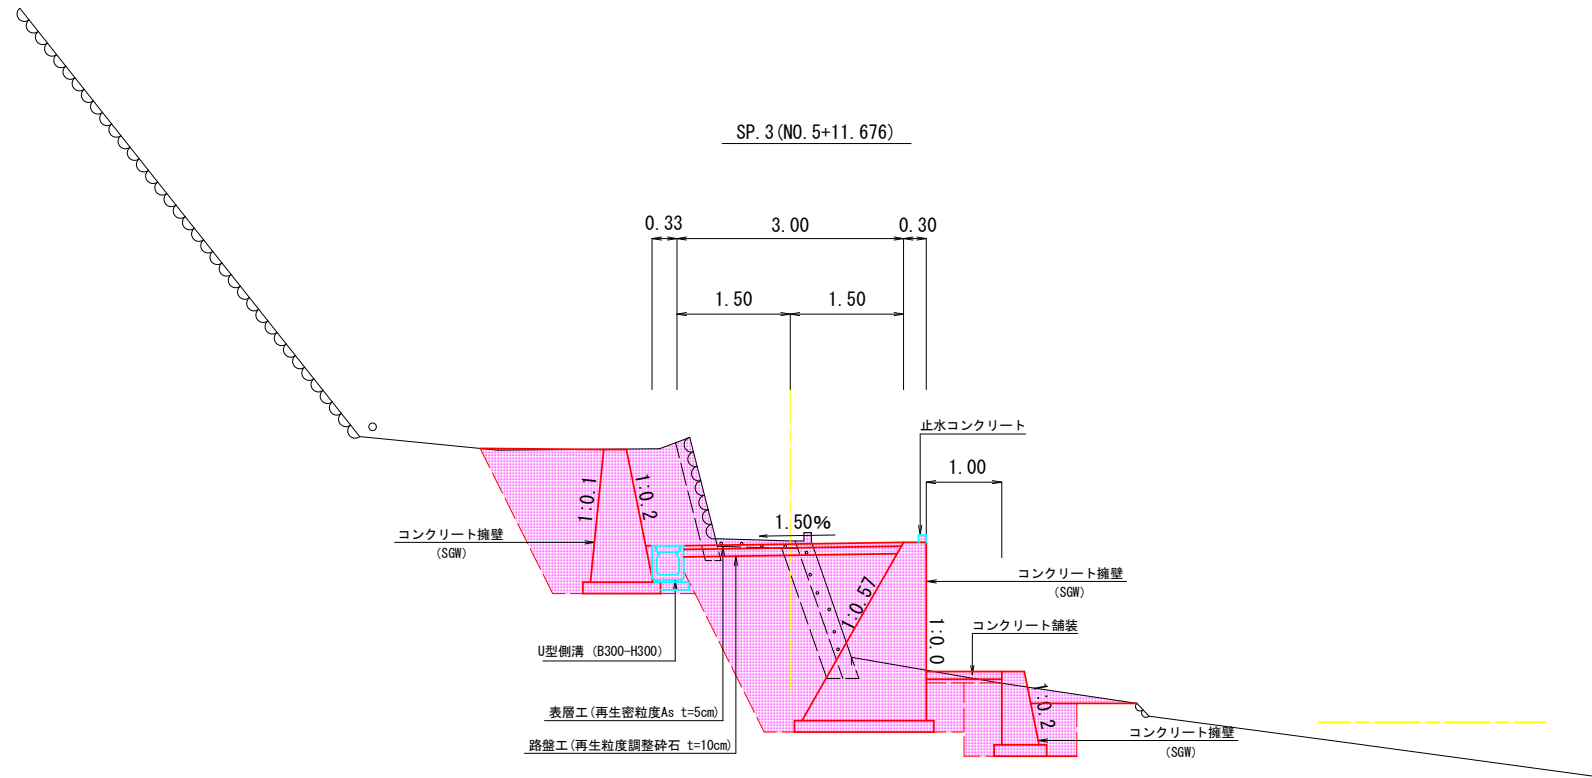 SP.3(NO.5+11.676)
0.33
3.00
0.30
1.50
1.50
止水コンクリート
1.00
1:0.1
1:0.2
1.50%
コンクリート擁壁
(SGW)
コンクリート擁壁
(SGW)
1:0.57
1:0.0
コンクリート舗装
U型側溝 (B300-H300)
表層工(再生密粒度As t=5cm)
1:0.2
コンクリート擁壁
(SGW)
路盤工(再生粒度調整砕石 t=10cm)